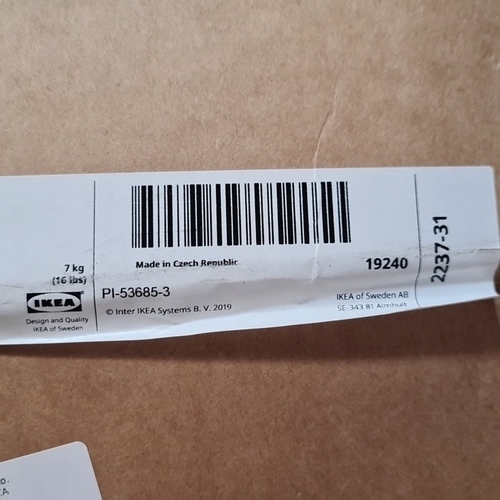 Made in Czech Republic
19240
7 kg
(16 lbs)
IKEA
Design and Quality
IKEA of Sweden
PI-53685-3
© Inter IKEA Systems B. V. 2019
IKEA of Sweden AB
SE-343 81 Älmhult
2237-31